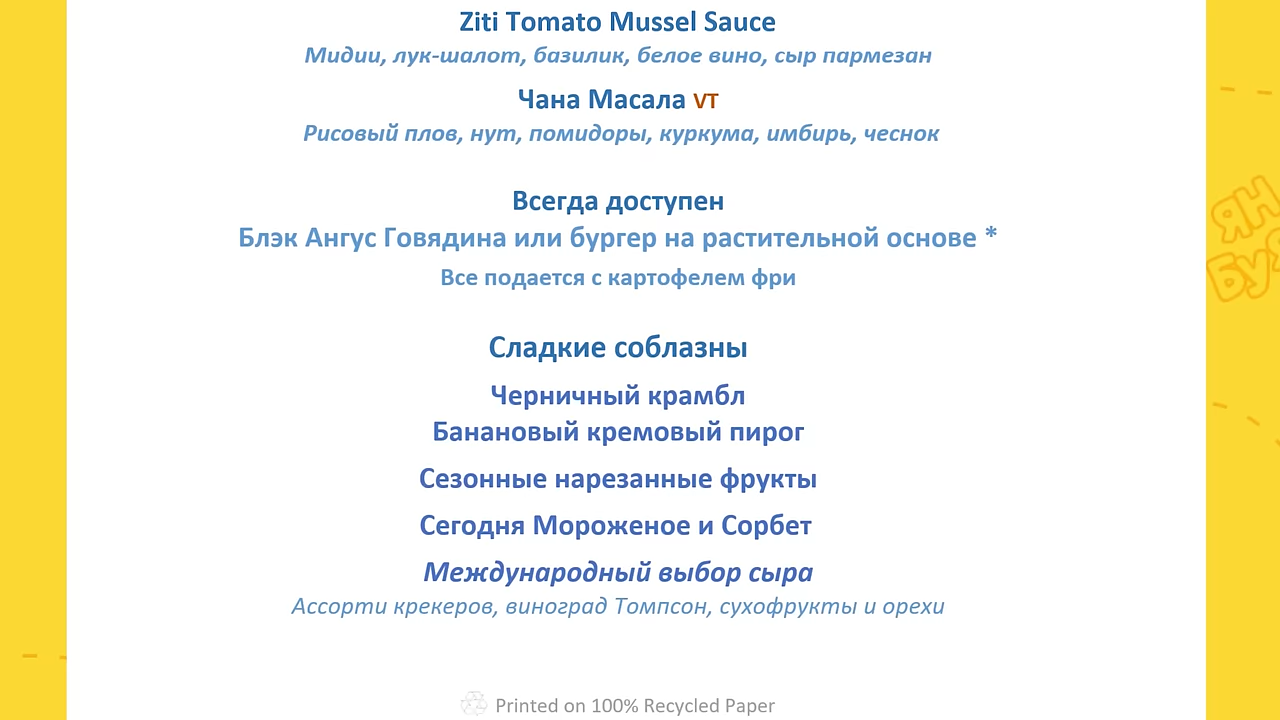 Ziti Tomato Mussel Sauce
Мидии, лук-шалот, базилик, белое вино, сыр пармезан
Чана Масала VT
Рисовый плов, нут, помидоры, куркума, имбирь, чеснок
Всегда доступен
Блэк Ангус Говядина или бургер на растительной основе *
Все подается с картофелем фри
Сладкие соблазны
Черничный крамбл
Банановый кремовый пирог
Сезонные нарезанные фрукты
Сегодня Мороженое и Сорбет
Международный выбор сыра
Ассорти крекеров, виноград Томпсон, сухофрукты и орехи
Printed on 100% Recycled Paper